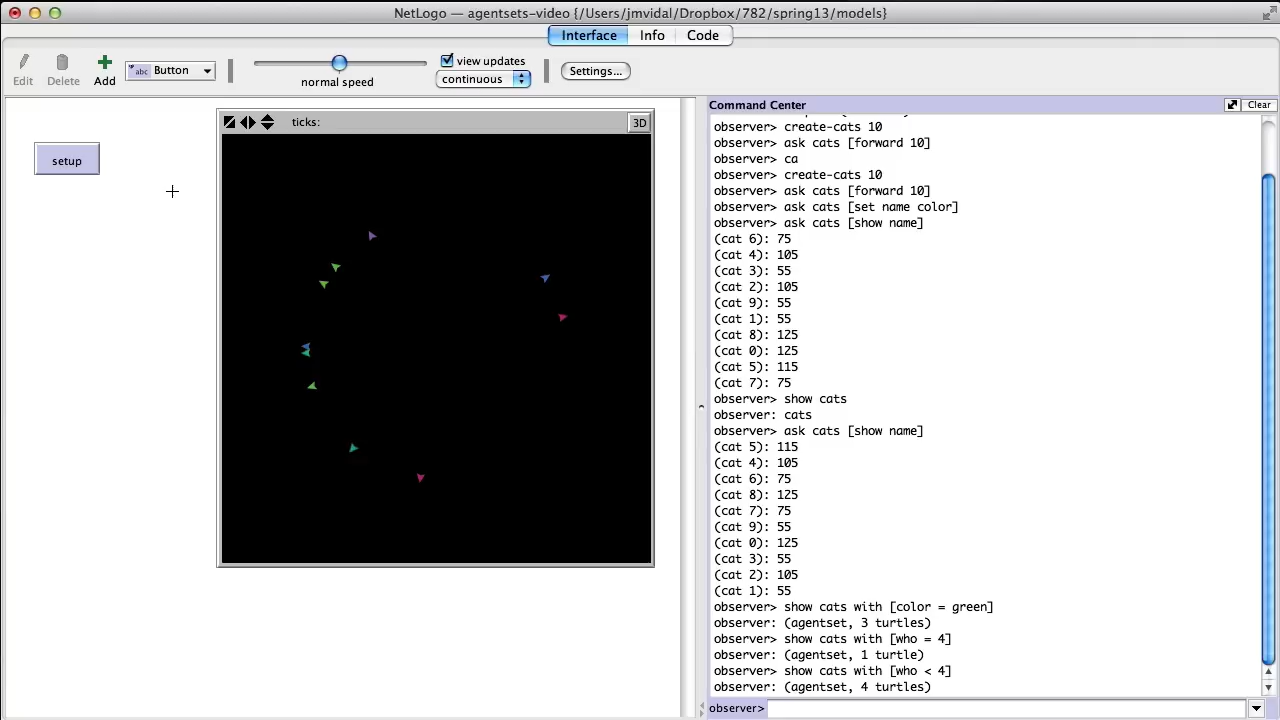 NetLogo — agentsets-video {/Users/jmvidal/Dropbox/782/spring13/models}
Interface Info Code
Edit Delete Add abc Button normal speed view updates continuous Settings...
ticks: 3D
setup
Command Center Clear
observer> create-cats 10
observer> ask cats [forward 10]
observer> ca
observer> create-cats 10
observer> ask cats [forward 10]
observer> ask cats [set name color]
observer> ask cats [show name]
(cat 6): 75
(cat 4): 105
(cat 3): 55
(cat 2): 105
(cat 9): 55
(cat 1): 55
(cat 8): 125
(cat 0): 125
(cat 5): 115
(cat 7): 75
observer> show cats
observer: cats
observer> ask cats [show name]
(cat 5): 115
(cat 4): 105
(cat 6): 75
(cat 8): 125
(cat 7): 75
(cat 9): 55
(cat 0): 125
(cat 3): 55
(cat 2): 105
(cat 1): 55
observer> show cats with [color = green]
observer: (agentset, 3 turtles)
observer> show cats with [who = 4]
observer: (agentset, 1 turtle)
observer> show cats with [who < 4]
observer: (agentset, 4 turtles)
observer>